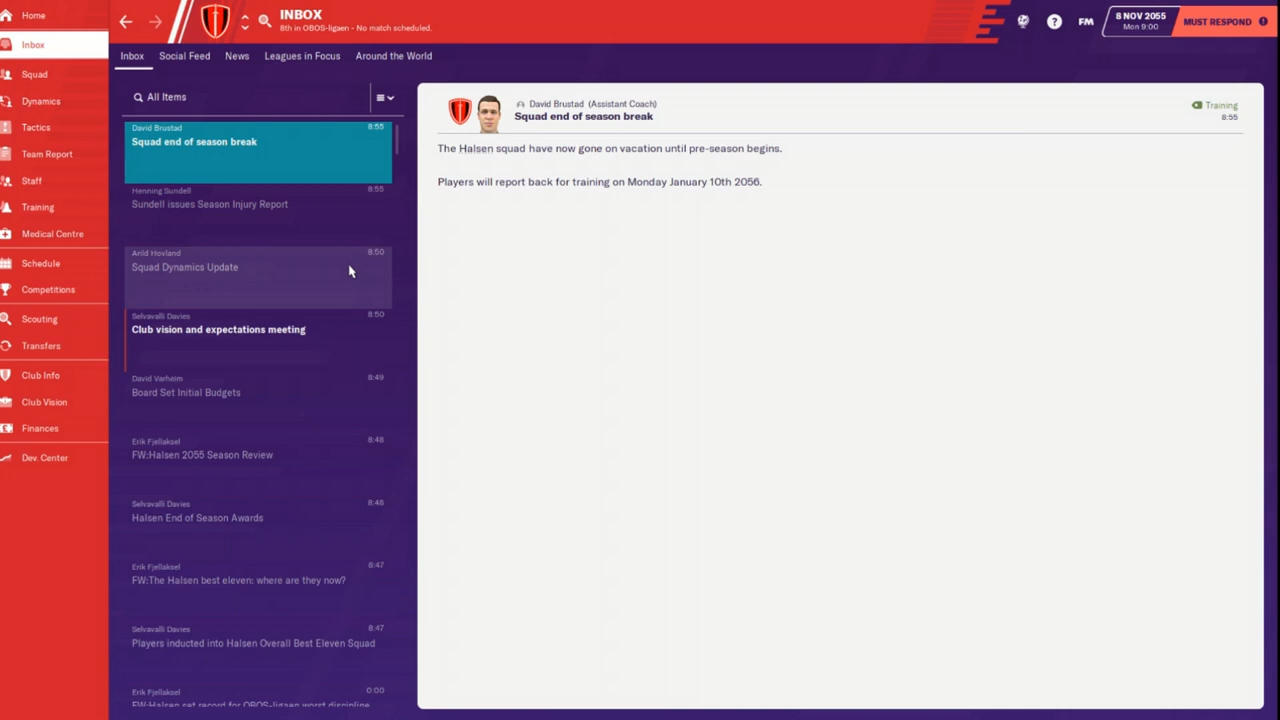 Home
Inbox
Squad
Dynamics
Tactics
Team Report
Staff
Training
Medical Centre
Schedule
Competitions
Scouting
Transfers
Club Info
Club Vision
Finances
Dev. Center
INBOX
8th in OBOS-ligaen - No match scheduled.
FM
8 NOV 2055
Mon 9:00
MUST RESPOND
Inbox Social Feed News Leagues in Focus Around the World
All Items
David Brustad 8:55
Squad end of season break
Henning Sundell 8:55
Sundell issues Season Injury Report
Arild Hovland 8:50
Squad Dynamics Update
Selvavalli Davies 8:50
Club vision and expectations meeting
David Varheim 8:49
Board Set Initial Budgets
Erik Fjellaksel 8:48
FW:Halsen 2055 Season Review
Selvavalli Davies 8:48
Halsen End of Season Awards
Erik Fjellaksel 8:47
FW:The Halsen best eleven: where are they now?
Selvavalli Davies 8:47
Players inducted into Halsen Overall Best Eleven Squad
Erik Fjellaksel 0:00
FW:Halsen set record for OBOS-ligaen worst discipline
David Brustad (Assistant Coach)
Squad end of season break
Training
8:55
The Halsen squad have now gone on vacation until pre-season begins.
Players will report back for training on Monday January 10th 2056.